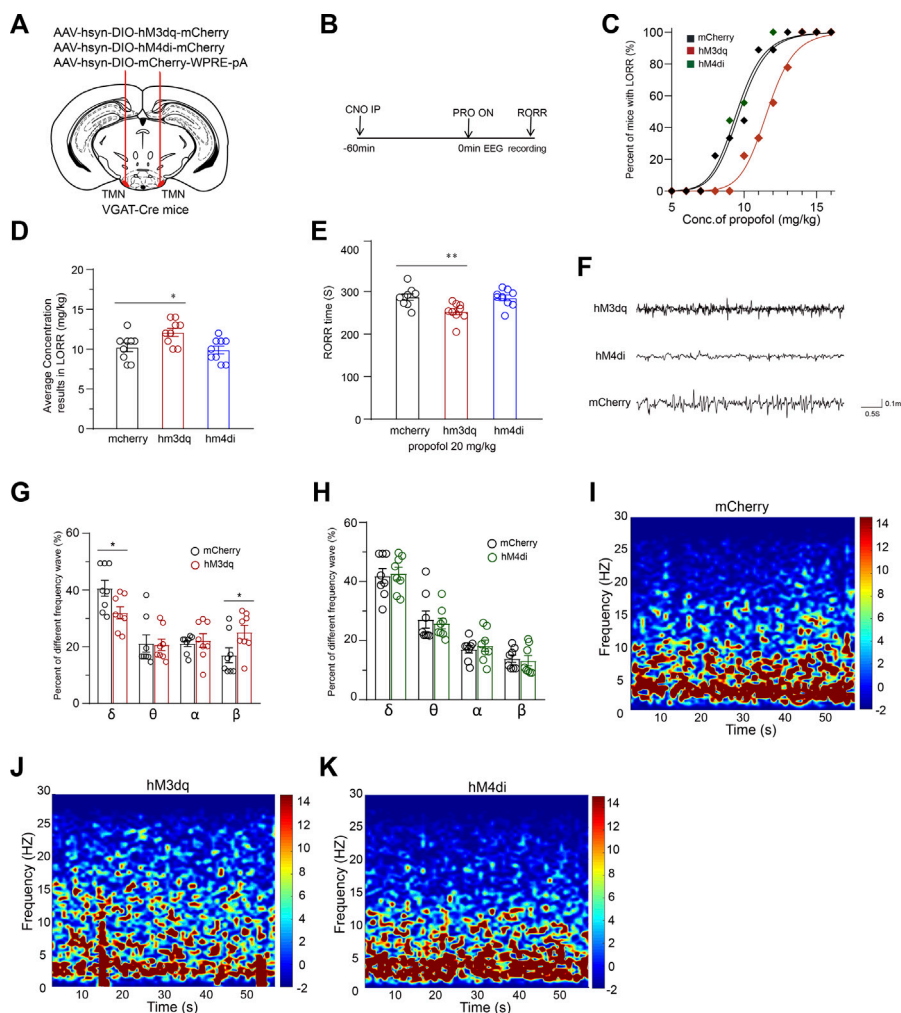 A
AAV-hsyn-DIO-hM3dq-mCherry
AAV-hsyn-DIO-hM4di-mCherry
AAV-hsyn-DIO-mCherry-WPRE-pA
TMN
TMN
VGAT-Cre mice
B
CNO IP
PRO ON
RORR
-60min
0min EEG recording
C
mCherry
hM3dq
hM4di
Percent of mice with LORR (%)
100
80
60
40
20
0
5
10
15
Conc.of propofol (mg/kg)
D
Average Concentration
results in LORR (mg/kg)
20
15
10
5
0
*
mcherry
hm3dq
hm4di
E
RORR time (S)
400
300
200
100
0
**
mcherry
hm3dq
hm4di
propofol 20 mg/kg
F
hM3dq
hM4di
mCherry
0.1m
0.5S
G
Percent of different frequency wave (%)
60
40
20
0
*
*
mCherry
hM3dq
δ
θ
α
β
H
Percent of different frequency wave (%)
60
40
20
0
mCherry
hM4di
δ
θ
α
β
I
mCherry
Frequency (HZ)
30
25
20
15
10
5
0
10
20
30
40
50
Time (s)
14
12
10
8
6
4
2
0
-2
J
hM3dq
Frequency (HZ)
30
25
20
15
10
5
0
10
20
30
40
50
Time (s)
14
12
10
8
6
4
2
0
-2
K
hM4di
Frequency (HZ)
30
25
20
15
10
5
0
10
20
30
40
50
Time (s)
14
12
10
8
6
4
2
0
-2